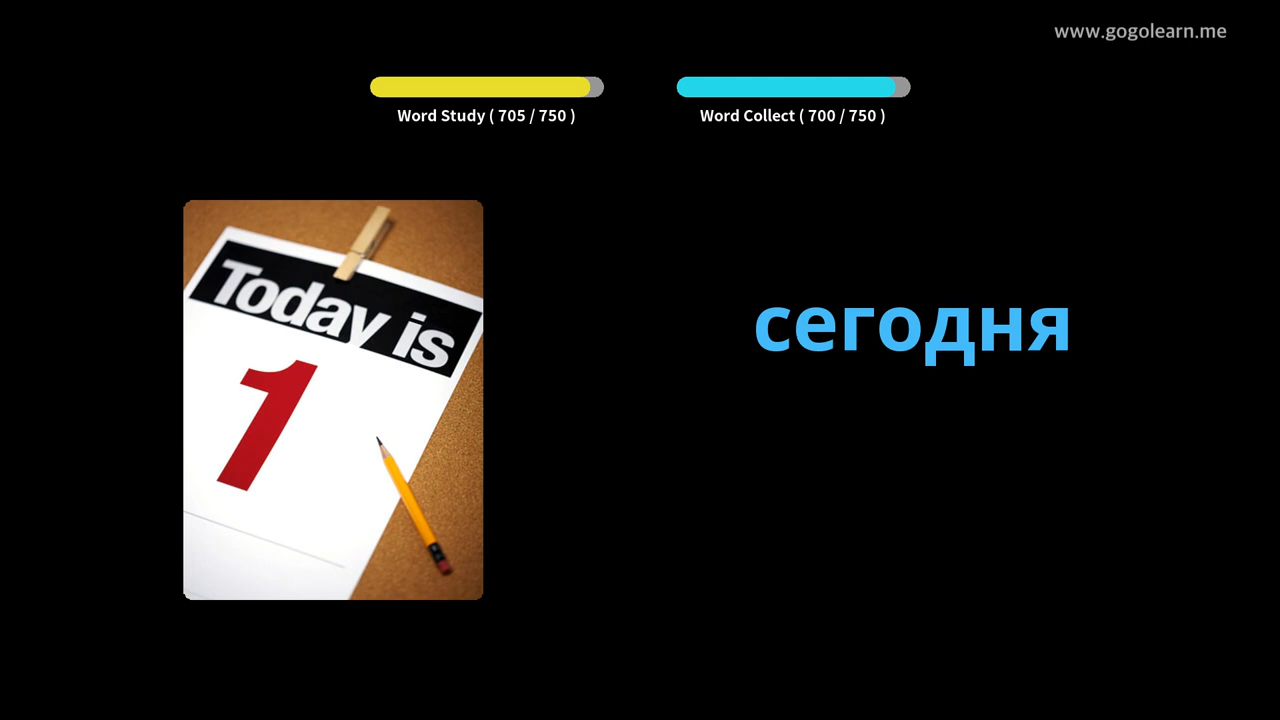 www.gogolearn.me
Word Study ( 705 / 750 )
Word Collect ( 700 / 750 )
Today is
1
сегодня